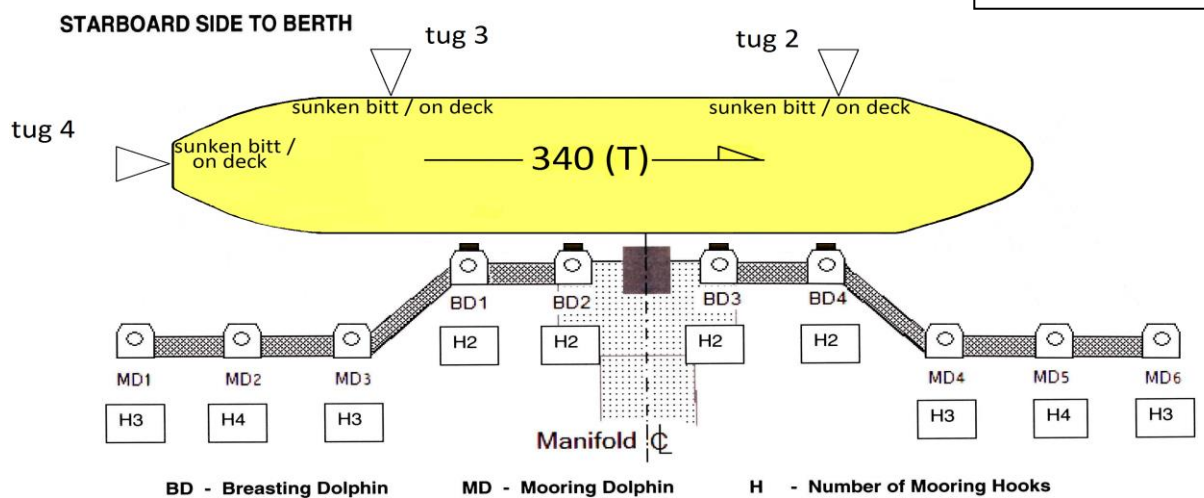 STARBOARD SIDE TO BERTH
tug 3
tug 2
sunken bitt / on deck
sunken bitt / on deck
tug 4
sunken bitt /
on deck
340 (T)
BD1
BD2
BD3
BD4
H2
H2
H2
H2
MD1
MD2
MD3
MD4
MD5
MD6
H3
H4
H3
H3
H4
H3
Manifold ℄
BD - Breasting Dolphin MD - Mooring Dolphin H - Number of Mooring Hooks